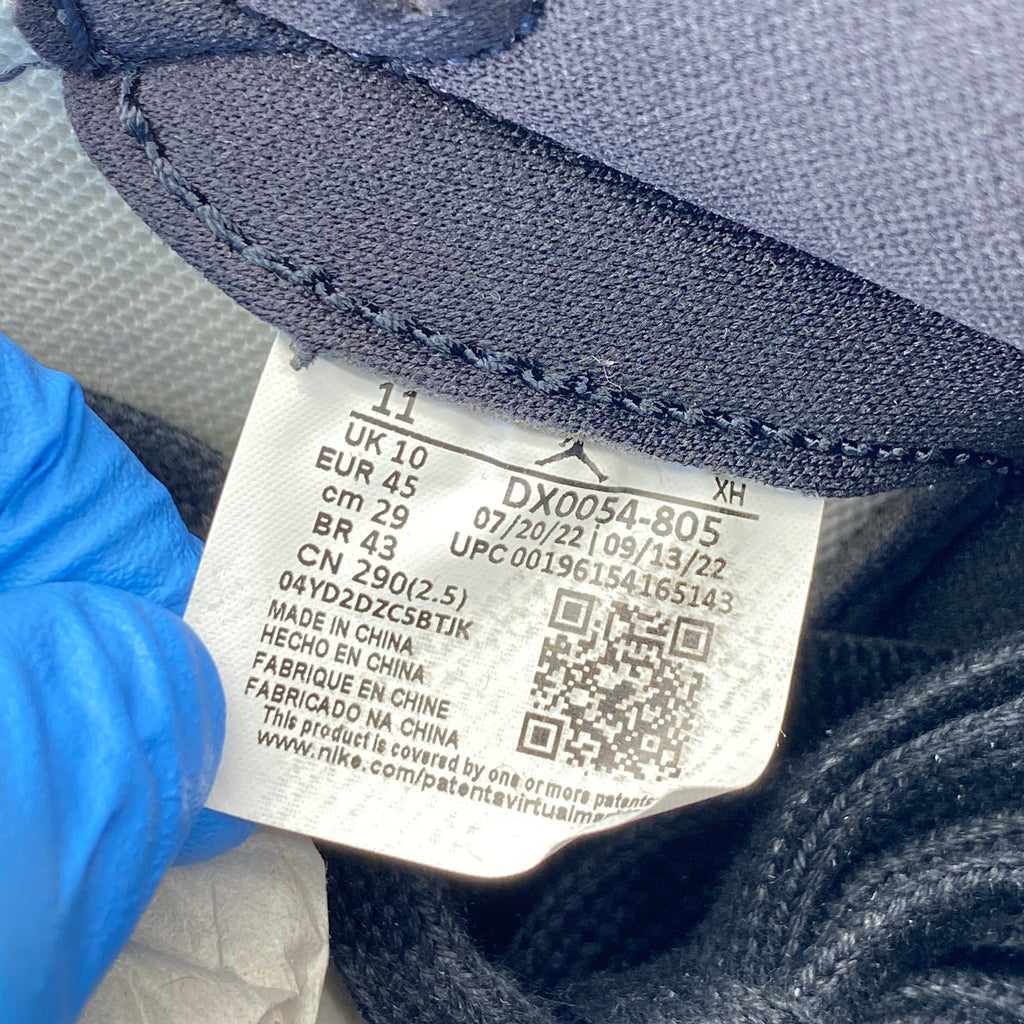 11
XH
UK 10
EUR 45
cm 29
BR 43
CN 290(2.5)
04YD2DZC5BTJK
DX0054-805
07/20/22 | 09/13/22
UPC 00196154165143
MADE IN CHINA
HECHO EN CHINA
FABRIQUE EN CHINE
FABRICADO NA CHINA
This product is covered by one or more patents
www.nike.com/patents